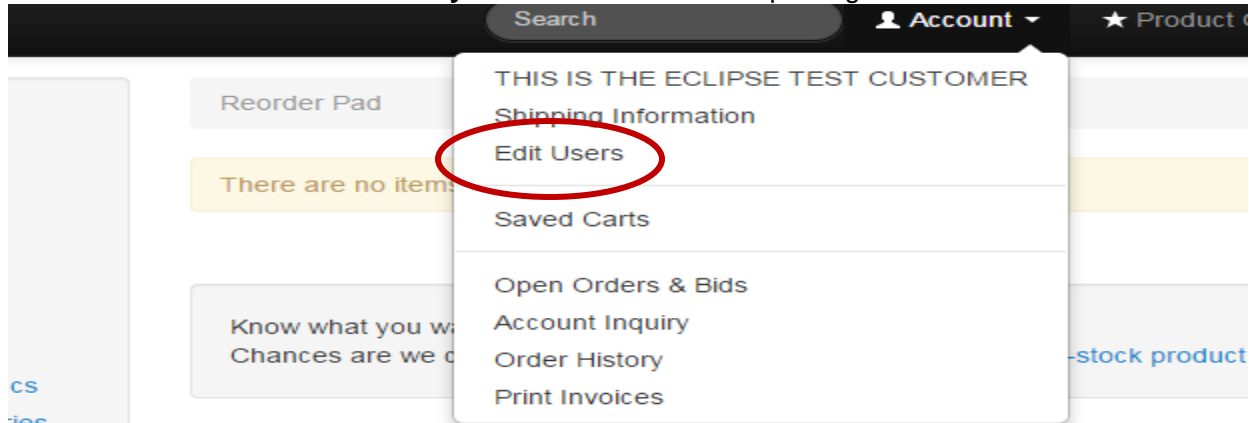 Search Account ★ Product
Reorder Pad
THIS IS THE ECLIPSE TEST CUSTOMER
Shipping Information
Edit Users
There are no items
Saved Carts
Open Orders & Bids
Know what you
Account Inquiry
Chances are we
Order History
-stock product
Print Invoices
cs